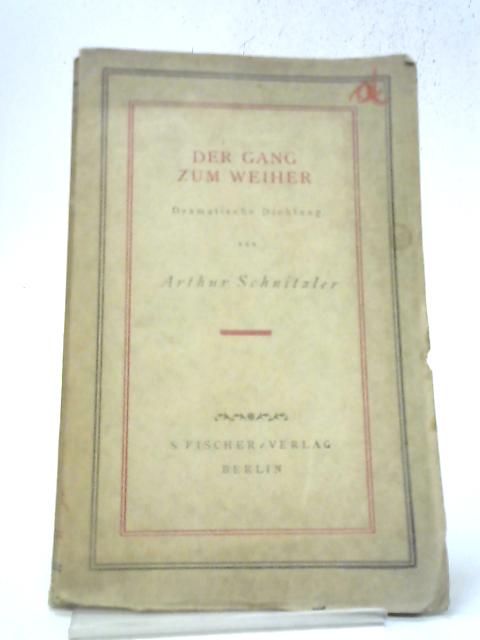 DER GANG
ZUM WEIHER
Dramatische Dichtung
von
Arthur Schnitzler
S. FISCHER / VERLAG
BERLIN